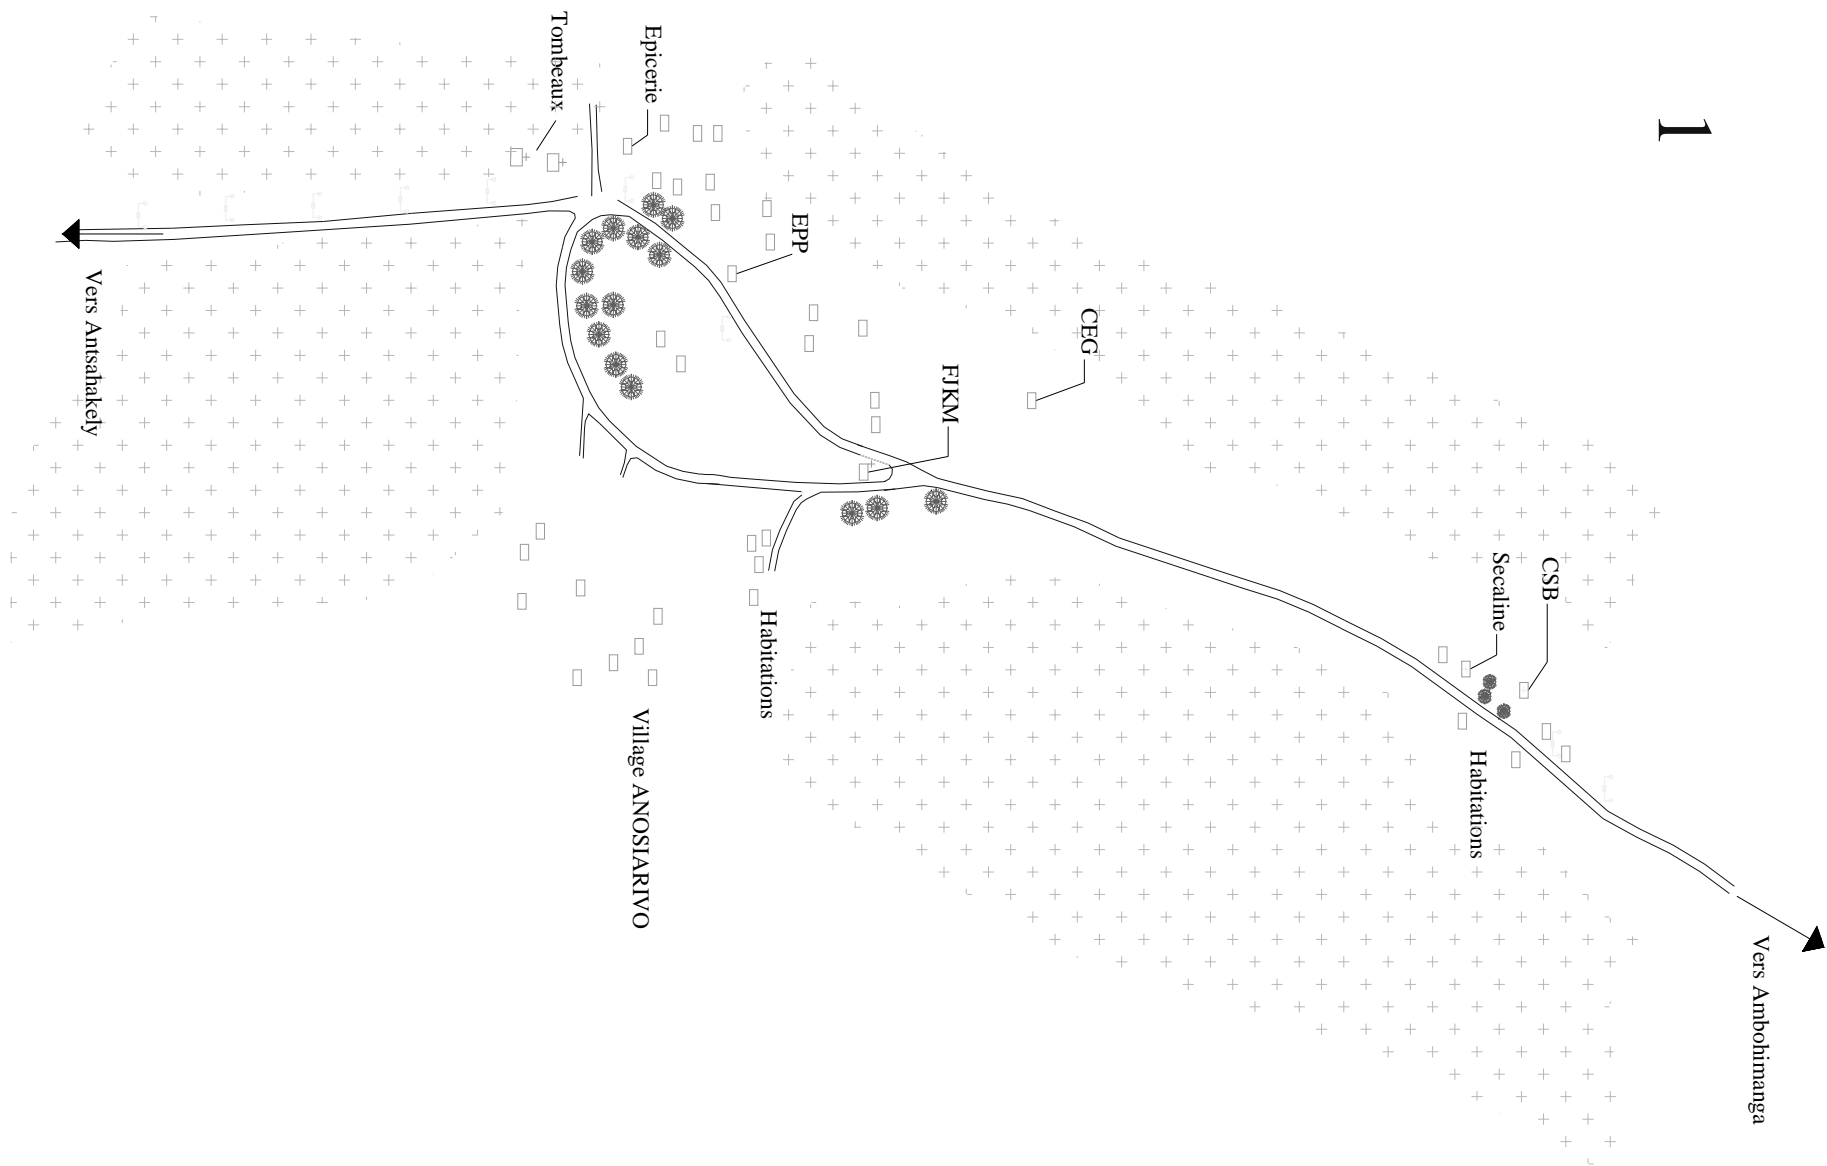 1
Tombeaux
Epicerie
EPP
CEG
FJKM
CSB
Secaline
Habitations
Habitations
Village ANOSIARIVO
Vers Antsahakely
Vers Ambohimanga